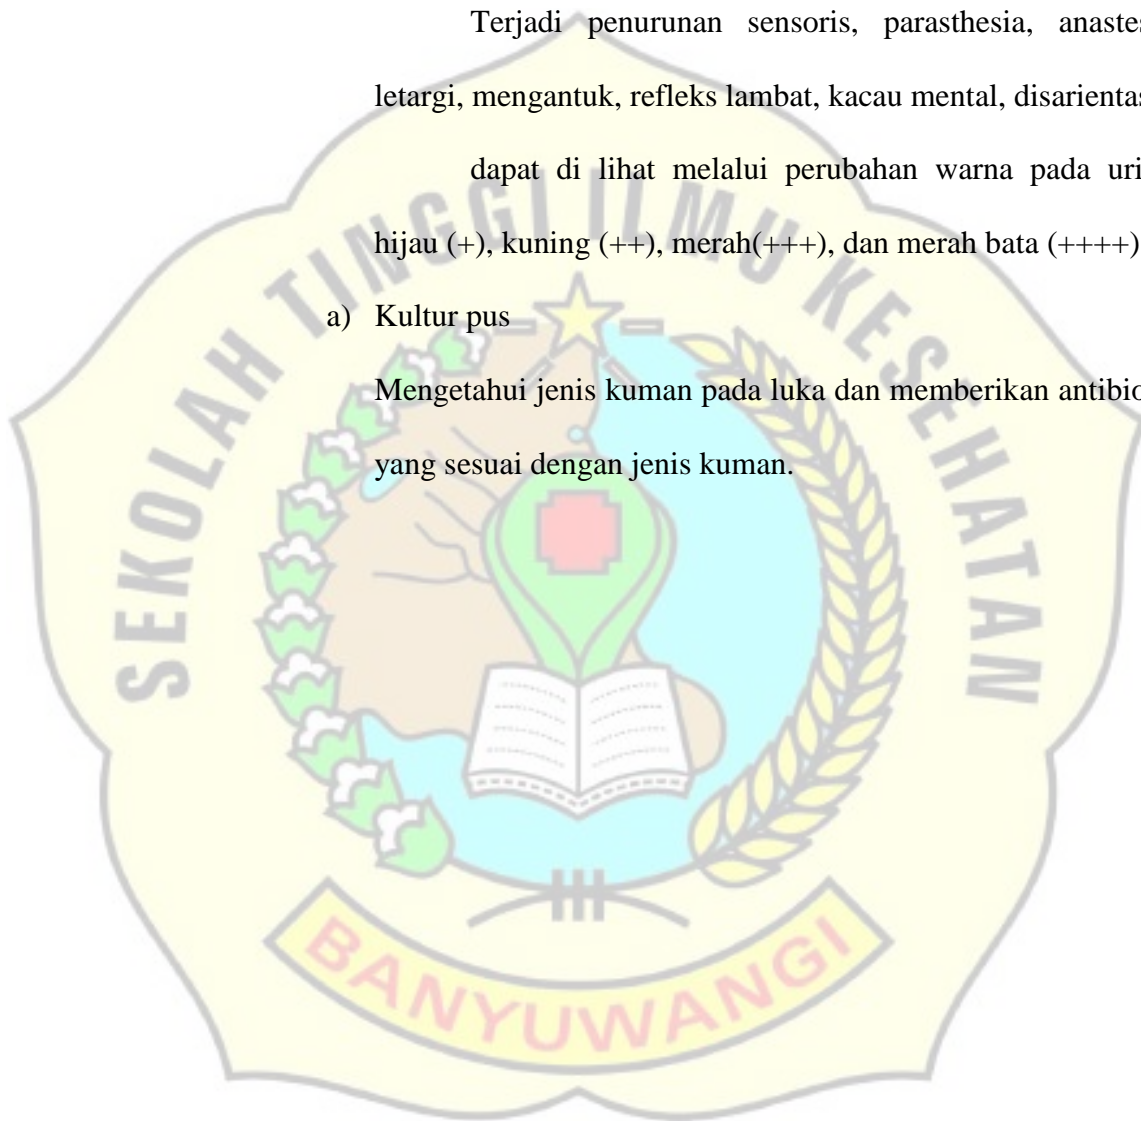 Terjadi penurunan sensoris, parasthesia, anastes
letargi, mengantuk, refleks lambat, kacau mental, disarientas
dapat di lihat melalui perubahan warna pada uri
hijau (+), kuning (++), merah(+++), dan merah bata (++++)
a) Kultur pus
Mengetahui jenis kuman pada luka dan memberikan antibio
yang sesuai dengan jenis kuman.
SEKOLAH TINGGI ILMU KESEHATAN
BANYUWANGI